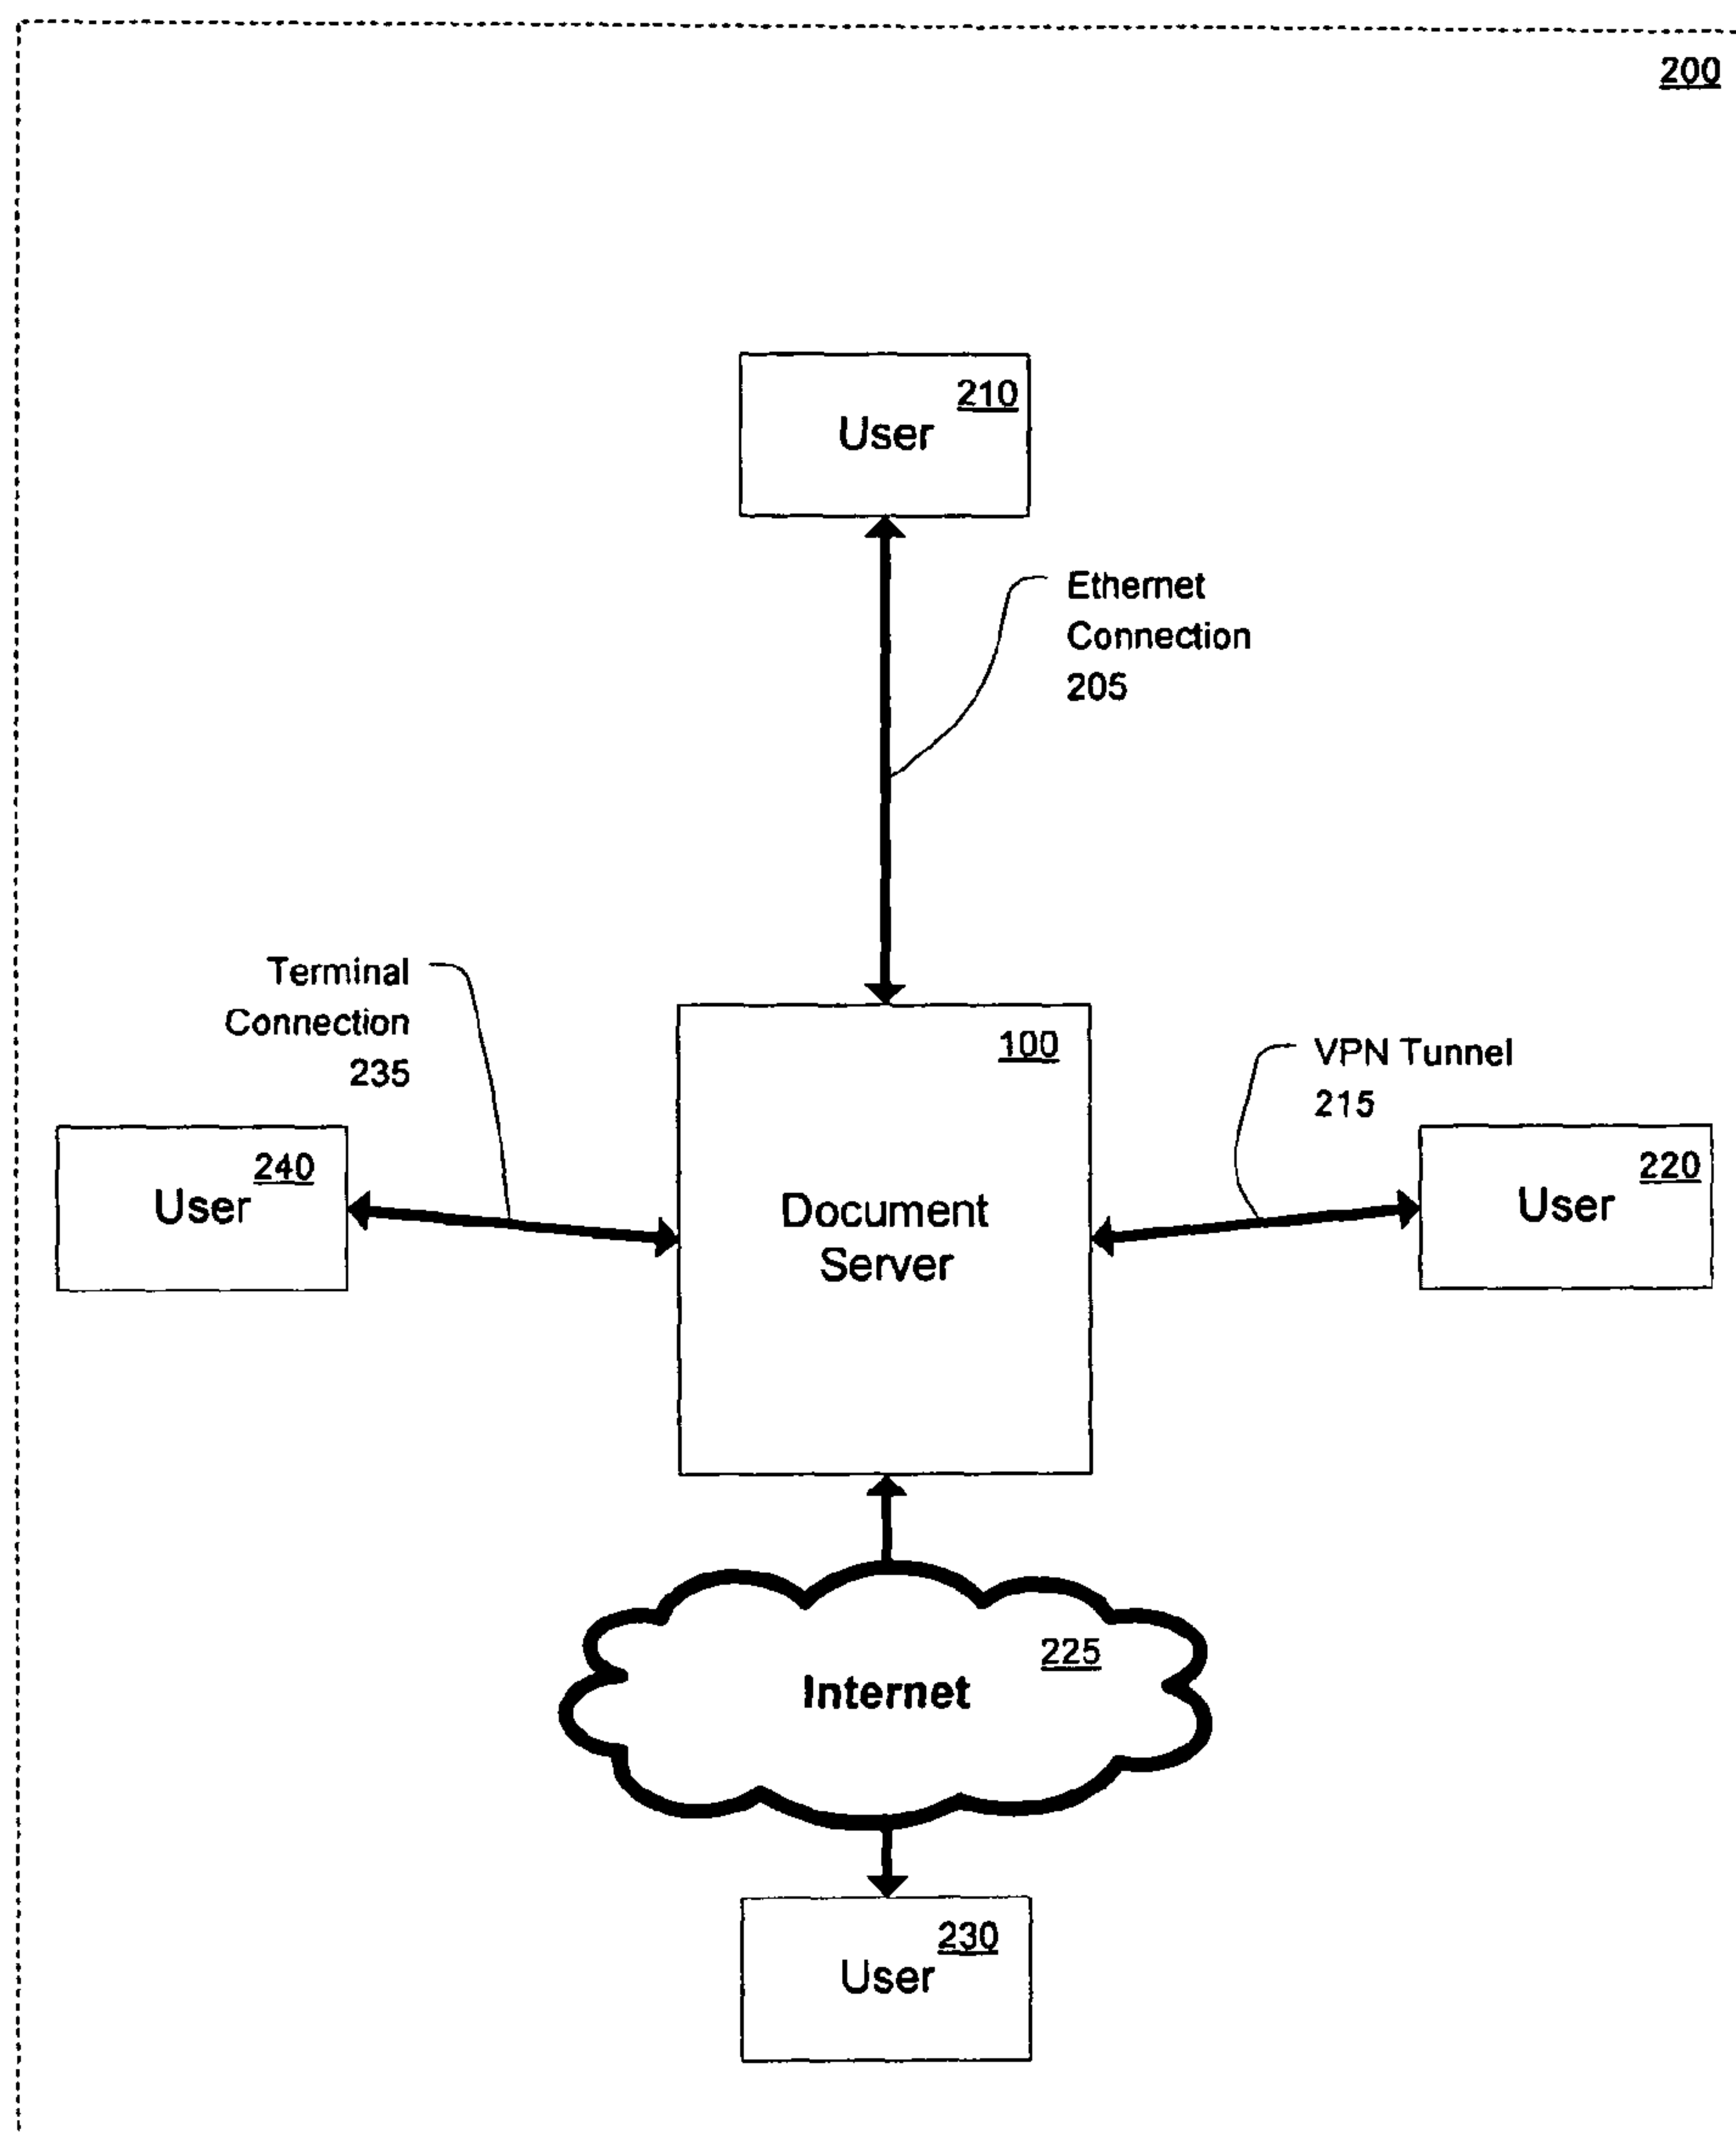 200
210
User
Ethernet
Connection
205
Terminal
Connection
235
100
Document
Server
VPN Tunnel
215
240
User
220
User
225
Internet
230
User